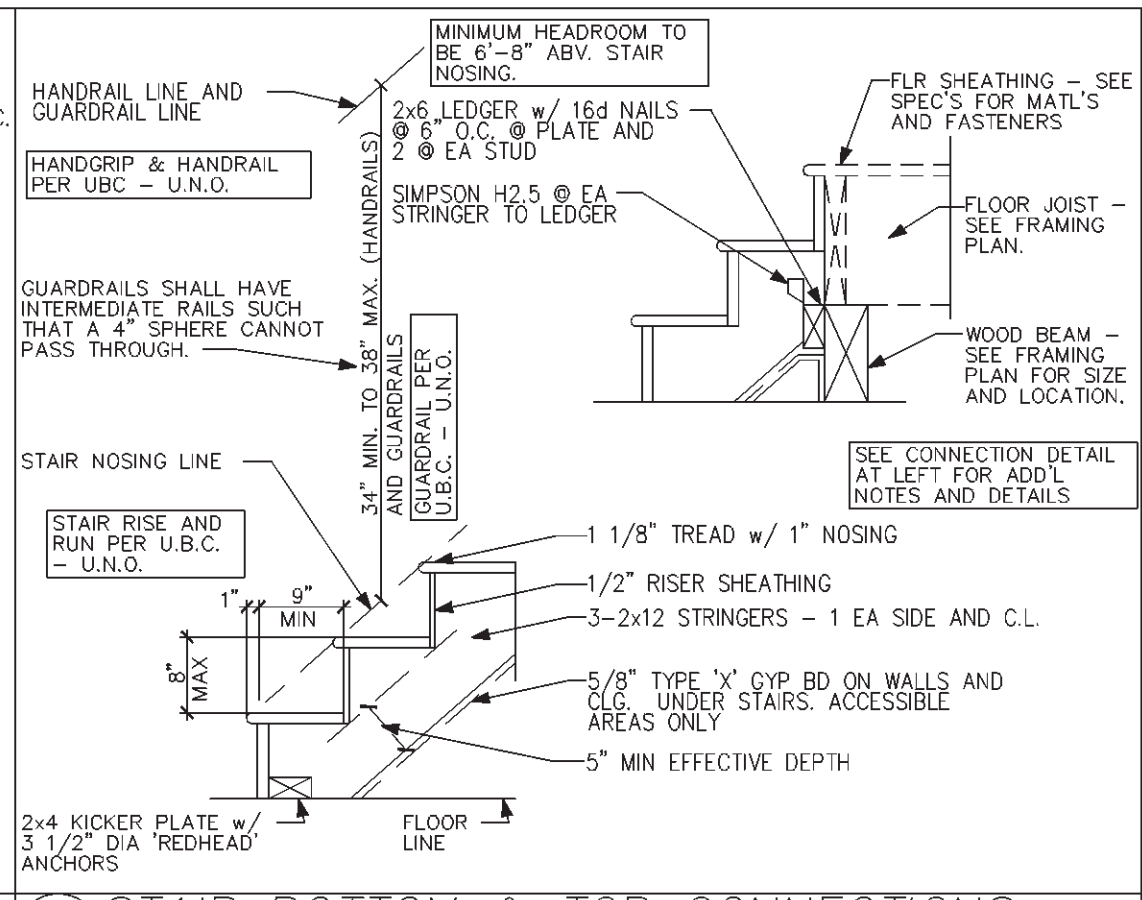 C.
MINIMUM HEADROOM TO
BE 6'-8" ABV. STAIR
NOSING.
HANDRAIL LINE AND
GUARDRAIL LINE
HANDGRIP & HANDRAIL
PER UBC – U.N.O.
2x6 LEDGER w/ 16d NAILS
@ 6" O.C. @ PLATE AND
2 @ EA STUD
SIMPSON H2.5 @ EA
STRINGER TO LEDGER
FLR SHEATHING – SEE
SPEC'S FOR MATL'S
AND FASTENERS
FLOOR JOIST –
SEE FRAMING
PLAN.
WOOD BEAM –
SEE FRAMING
PLAN FOR SIZE
AND LOCATION.
GUARDRAILS SHALL HAVE
INTERMEDIATE RAILS SUCH
THAT A 4" SPHERE CANNOT
PASS THROUGH.
34" MIN. TO 38" MAX. (HANDRAILS)
AND GUARDRAILS
GUARDRAIL PER
U.B.C. – U.N.O.
SEE CONNECTION DETAIL
AT LEFT FOR ADD'L
NOTES AND DETAILS
STAIR NOSING LINE
STAIR RISE AND
RUN PER U.B.C.
– U.N.O.
1"
9"
MIN
8"
MAX
1 1/8" TREAD w/ 1" NOSING
1/2" RISER SHEATHING
3-2x12 STRINGERS – 1 EA SIDE AND C.L.
5/8" TYPE 'X' GYP BD ON WALLS AND
CLG. UNDER STAIRS. ACCESSIBLE
AREAS ONLY
5" MIN EFFECTIVE DEPTH
2x4 KICKER PLATE w/
3 1/2" DIA 'REDHEAD'
ANCHORS
FLOOR
LINE
STAIR BOTTOM & TOP CONNECTIONS